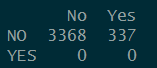 No Yes
NO 3368 337
YES 0 0